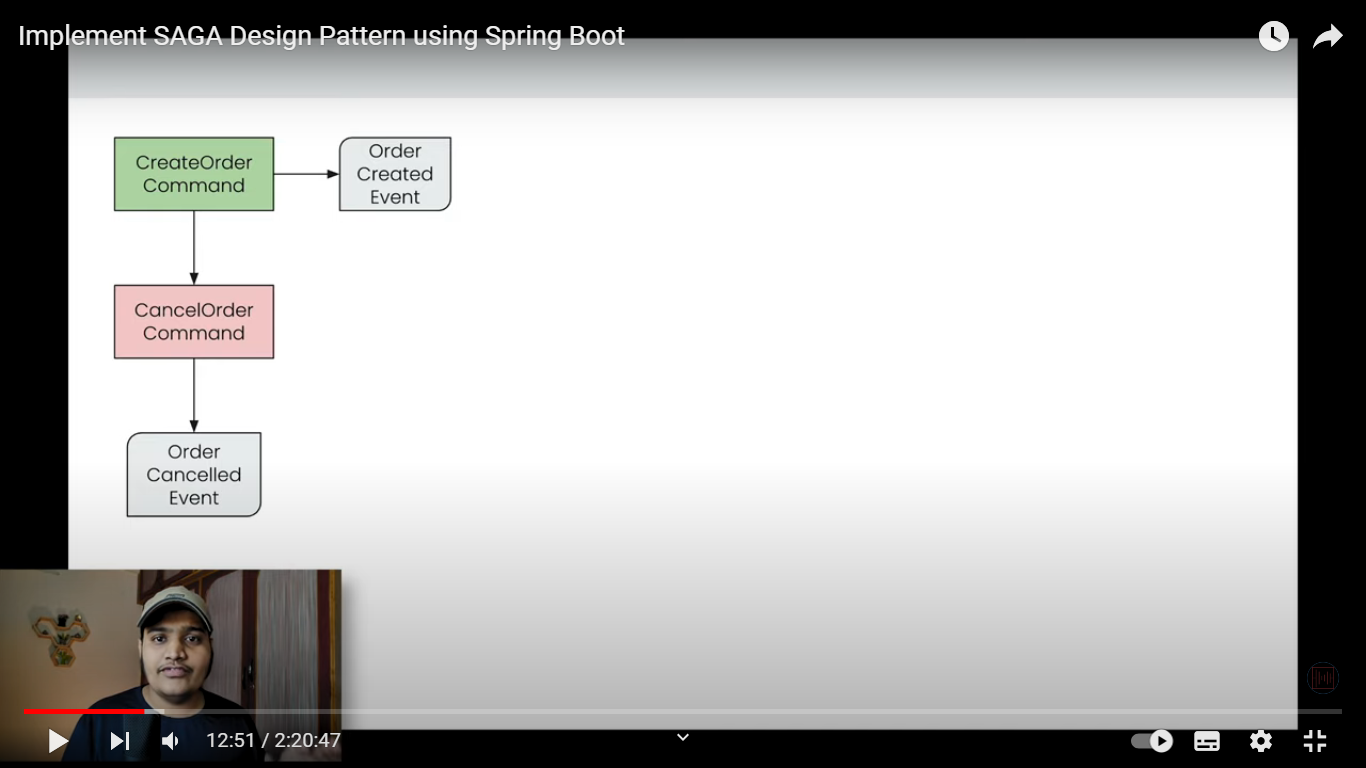 Implement SAGA Design Pattern using Spring Boot
CreateOrder
Command
Order
Created
Event
CancelOrder
Command
Order
Cancelled
Event
12:51 / 2:20:47